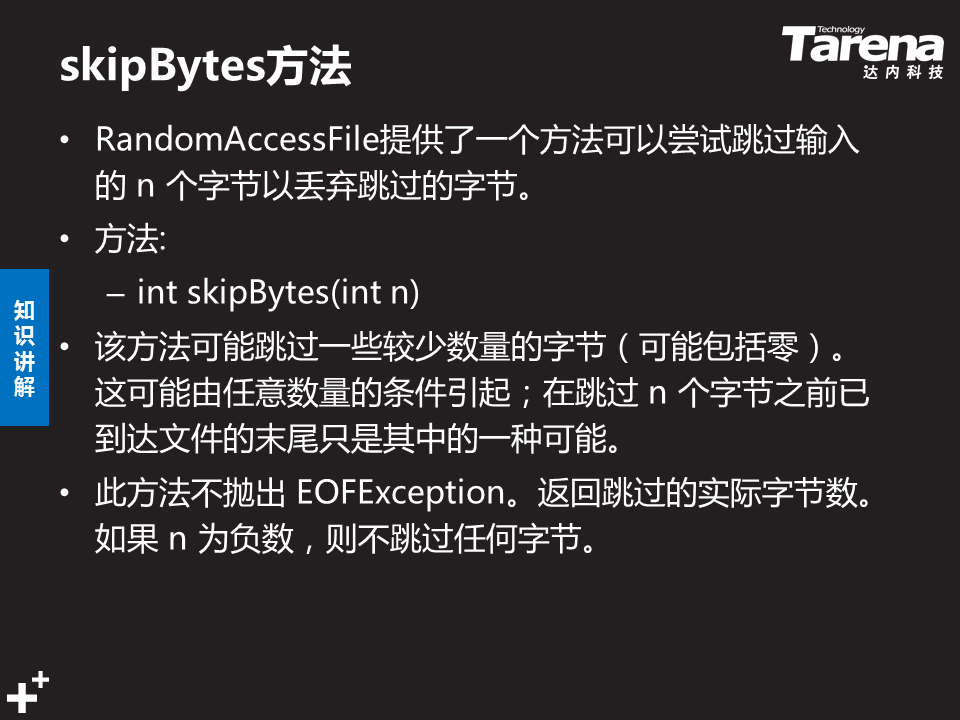 skipBytes方法
Technology
Tarena
达内科技
• RandomAccessFile提供了一个方法可以尝试跳过输入
的 n 个字节以丢弃跳过的字节。
• 方法:
– int skipBytes(int n)
• 该方法可能跳过一些较少数量的字节（可能包括零）。
这可能由任意数量的条件引起；在跳过 n 个字节之前已
到达文件的末尾只是其中的一种可能。
• 此方法不抛出 EOFException。返回跳过的实际字节数。
如果 n 为负数，则不跳过任何字节。
知
识
讲
解